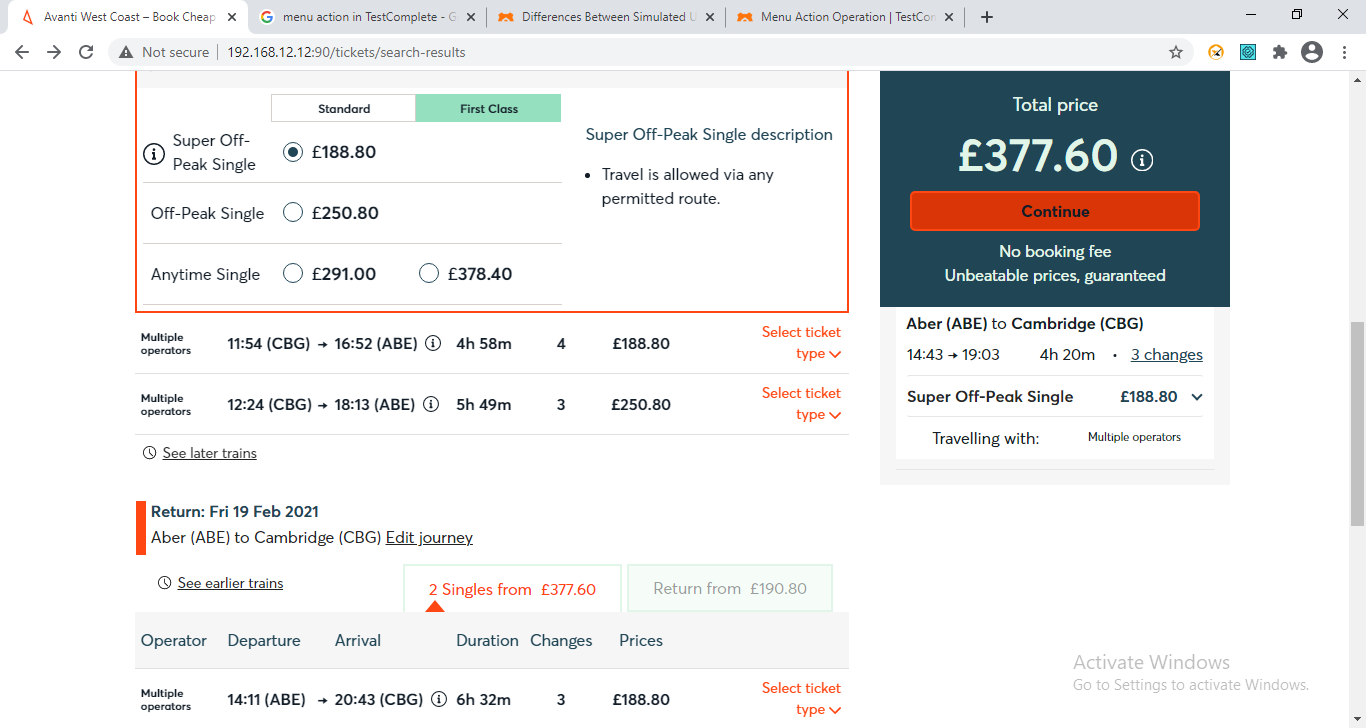 Avanti West Coast – Book Cheap
menu action in TestComplete - G
Differences Between Simulated U
Menu Action Operation | TestCom
Not secure
192.168.12.12:90/tickets/search-results
Standard
First Class
Super Off-
Peak Single
£188.80
Off-Peak Single
£250.80
Anytime Single
£291.00
£378.40
Super Off-Peak Single description
• Travel is allowed via any
permitted route.
Multiple
operators
11:54 (CBG) → 16:52 (ABE)
4h 58m
4
£188.80
Select ticket
type
Multiple
operators
12:24 (CBG) → 18:13 (ABE)
5h 49m
3
£250.80
Select ticket
type
See later trains
Return: Fri 19 Feb 2021
Aber (ABE) to Cambridge (CBG) Edit journey
See earlier trains
2 Singles from £377.60
Return from £190.80
Operator Departure Arrival Duration Changes Prices
Multiple
operators
14:11 (ABE) → 20:43 (CBG)
6h 32m
3
£188.80
Select ticket
type
Total price
£377.60
Continue
No booking fee
Unbeatable prices, guaranteed
Aber (ABE) to Cambridge (CBG)
14:43 → 19:03 4h 20m • 3 changes
Super Off-Peak Single £188.80
Travelling with: Multiple operators
Activate Windows
Go to Settings to activate Windows.